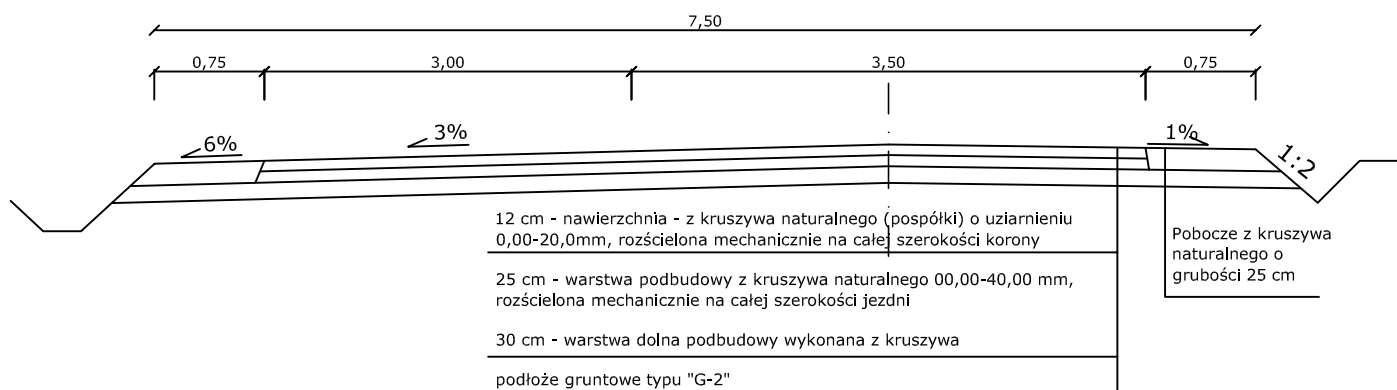 7,50
0,75 3,00 3,50 0,75
6% 3% 1% 1:2
12 cm - nawierzchnia - z kruszywa naturalnego (pospółki) o uziarnieniu
0,00-20,0mm, rozścielona mechanicznie na całej szerokości korony
25 cm - warstwa podbudowy z kruszywa naturalnego 00,00-40,00 mm,
rozścielona mechanicznie na całej szerokości jezdni
30 cm - warstwa dolna podbudowy wykonana z kruszywa
podłoże gruntowe typu "G-2"
Pobocze z kruszywa
naturalnego o
grubości 25 cm